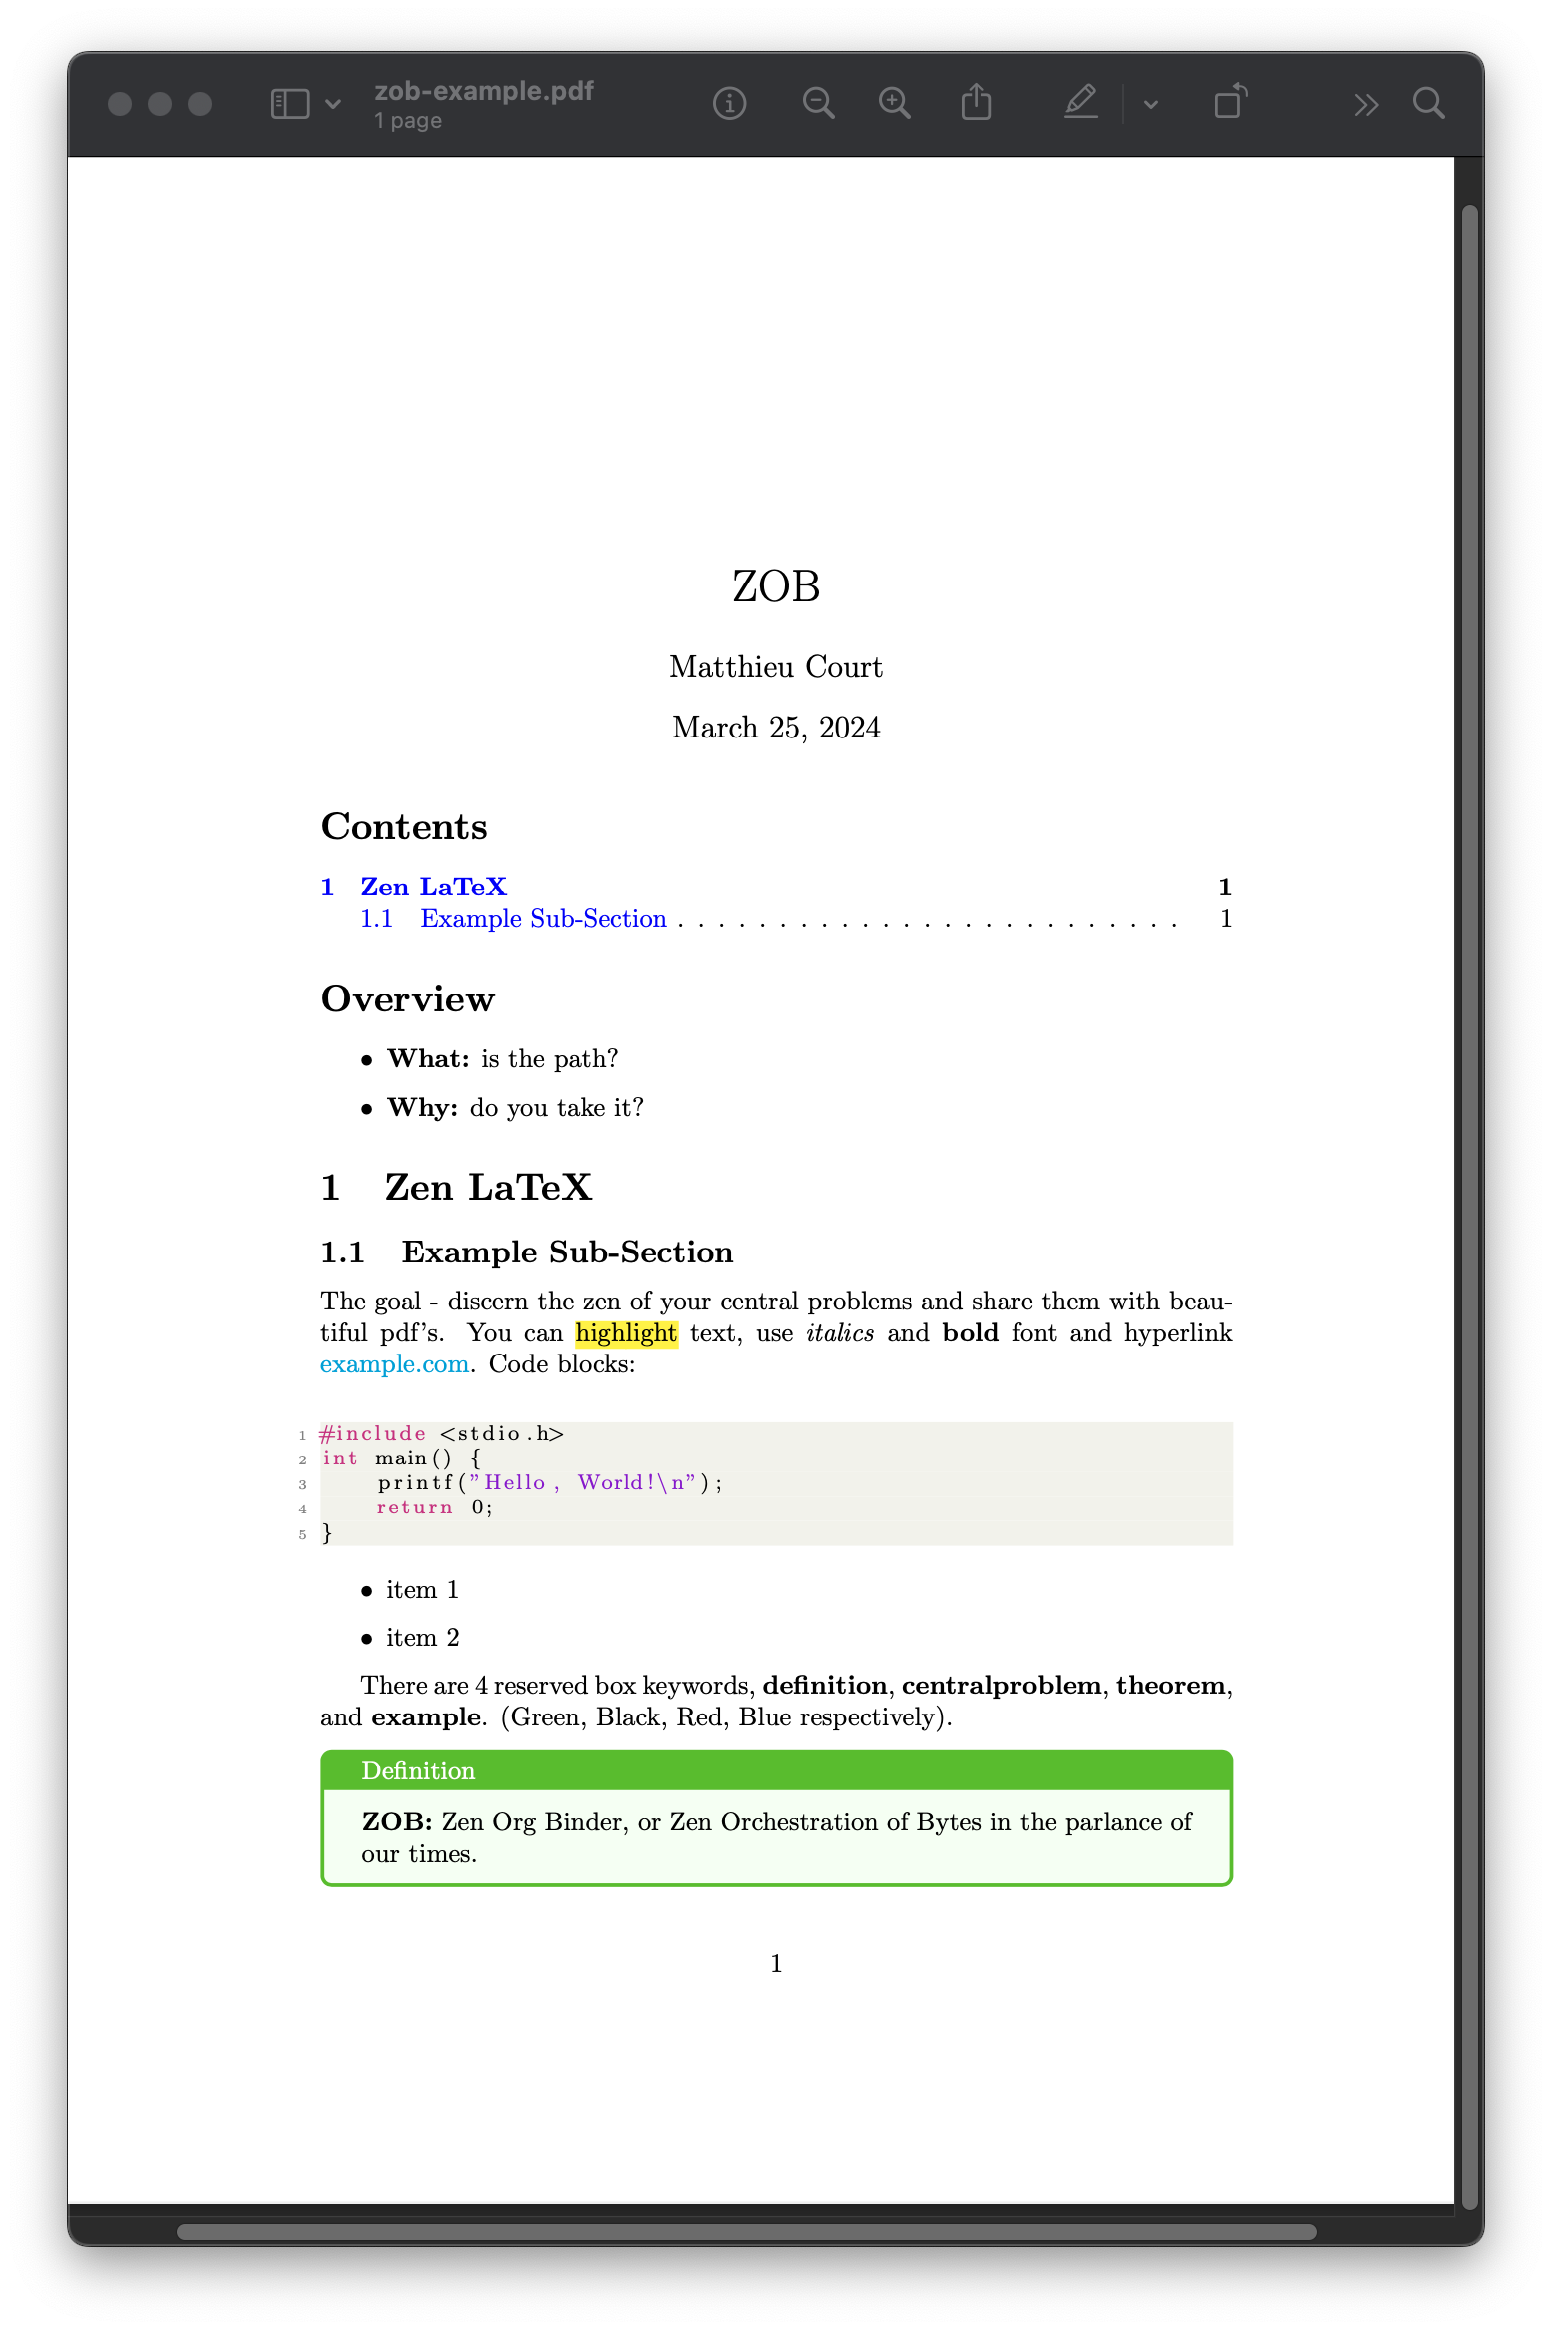 zob-example.pdf
1 page
ZOB
Matthieu Court
March 25, 2024
Contents
1 Zen LaTeX 1
1.1 Example Sub-Section . . . . . . . . . . . . . . . . . . . . . . . . . 1
Overview
• What: is the path?
• Why: do you take it?
1 Zen LaTeX
1.1 Example Sub-Section
The goal - discern the zen of your central problems and share them with beau-
tiful pdf's. You can highlight text, use italics and bold font and hyperlink
example.com. Code blocks:
1 #include <stdio.h>
2 int main() {
3     printf("Hello, World!\n");
4     return 0;
5 }
• item 1
• item 2
There are 4 reserved box keywords, definition, centralproblem, theorem,
and example. (Green, Black, Red, Blue respectively).
Definition
ZOB: Zen Org Binder, or Zen Orchestration of Bytes in the parlance of
our times.
1